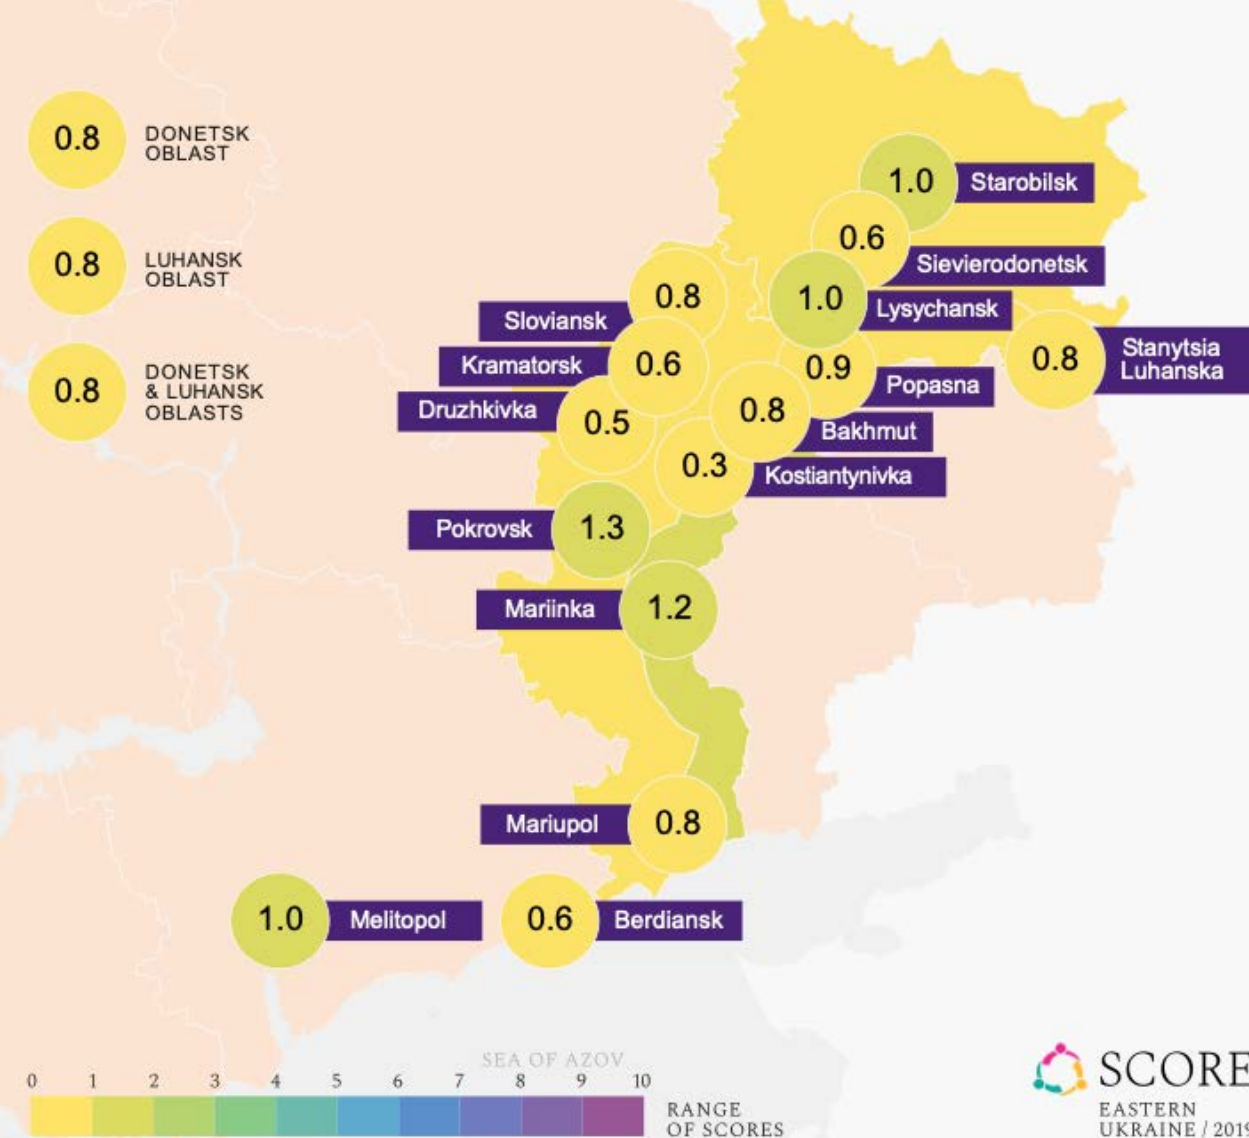 0.8
DONETSK
OBLAST
0.8
LUHANSK
OBLAST
0.8
DONETSK
& LUHANSK
OBLASTS
1.0
Starobilsk
0.6
Sievierodonetsk
1.0
Lysychansk
Sloviansk
0.8
Kramatorsk
0.6
Druzhkivka
0.5
0.9
Popasna
0.8
Stanytsia
Luhanska
0.8
Bakhmut
0.3
Kostiantynivka
Pokrovsk
1.3
Mariinka
1.2
Mariupol
0.8
1.0
Melitopol
0.6
Berdiansk
SEA OF AZOV
0 1 2 3 4 5 6 7 8 9 10
RANGE
OF SCORES
SCORE
EASTERN
UKRAINE / 2019